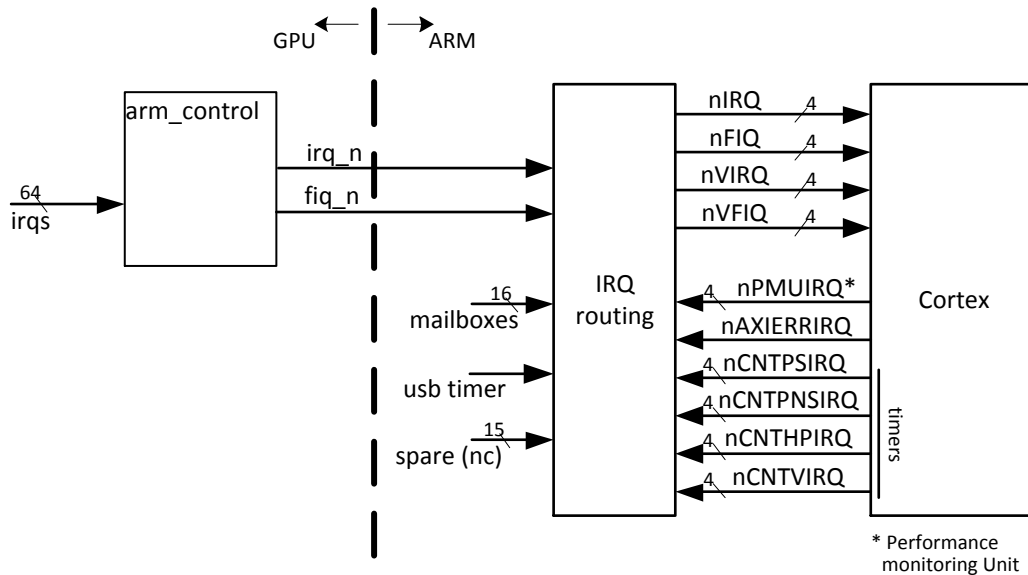 GPU
ARM
arm_control
irq_n
fiq_n
64
irqs
16
mailboxes
usb timer
15
spare (nc)
IRQ
routing
nIRQ
4
nFIQ
4
nVIRQ
4
nVFIQ
4
nPMUIRQ*
4
nAXIERRIRQ
nCNTPSIRQ
4
nCNTPNSIRQ
4
nCNTHPIRQ
4
nCNTVIRQ
4
Cortex
timers
* Performance
monitoring Unit